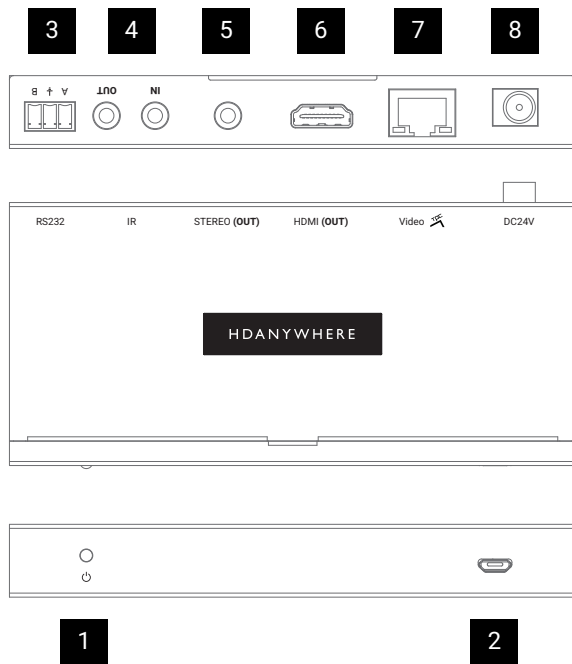 3 4 5 6 7 8
B ⏚ A OUT IN
RS232 IR STEREO (OUT) HDMI (OUT) Video TPC DC24V
HDANYWHERE
1 2